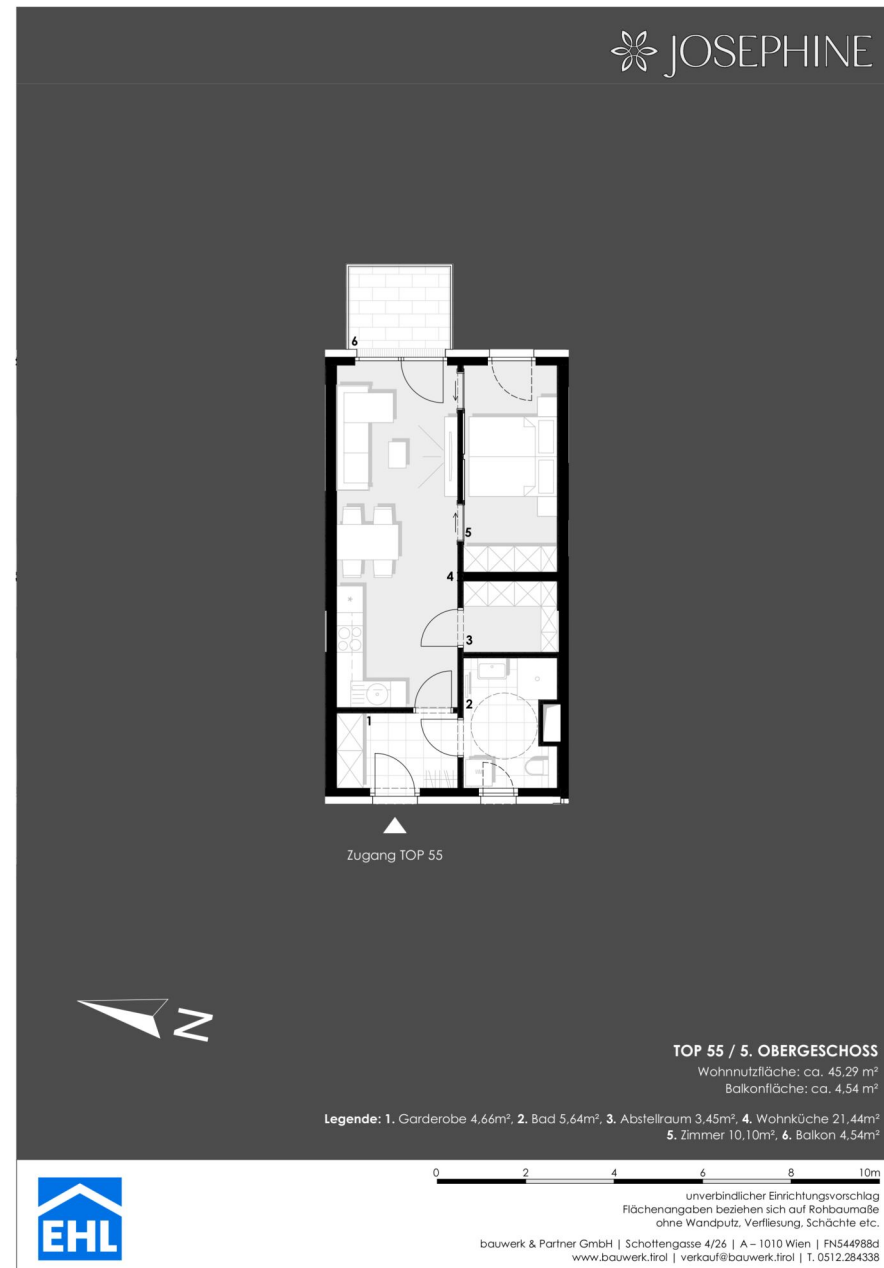 JOSEPHINE
6
5
4
3
2
1
Zugang TOP 55
N
TOP 55 / 5. OBERGESCHOSS
Wohnnutzfläche: ca. 45,29 m²
Balkonfläche: ca. 4,54 m²
Legende: 1. Garderobe 4,66m², 2. Bad 5,64m², 3. Abstellraum 3,45m², 4. Wohnküche 21,44m²
5. Zimmer 10,10m², 6. Balkon 4,54m²
0 2 4 6 8 10m
unverbindlicher Einrichtungsvorschlag
Flächenangaben beziehen sich auf Rohbaumaße
ohne Wandputz, Verfliesung, Schächte etc.
EHL
bauwerk & Partner GmbH | Schottengasse 4/26 | A – 1010 Wien | FN544988d
www.bauwerk.tirol | verkauf@bauwerk.tirol | T. 0512.284338